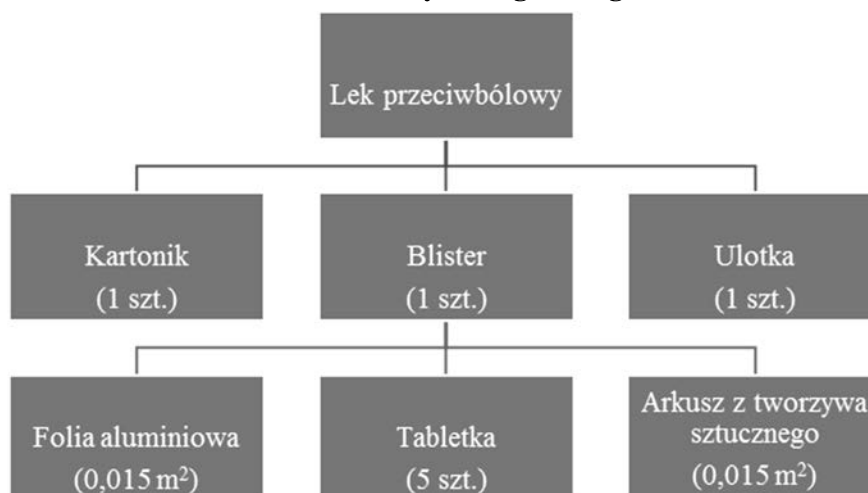 Lek przeciwbólowy
Kartonik
(1 szt.)
Blister
(1 szt.)
Ulotka
(1 szt.)
Folia aluminiowa
(0,015 m²)
Tabletka
(5 szt.)
Arkusz z tworzywa
sztucznego
(0,015 m²)